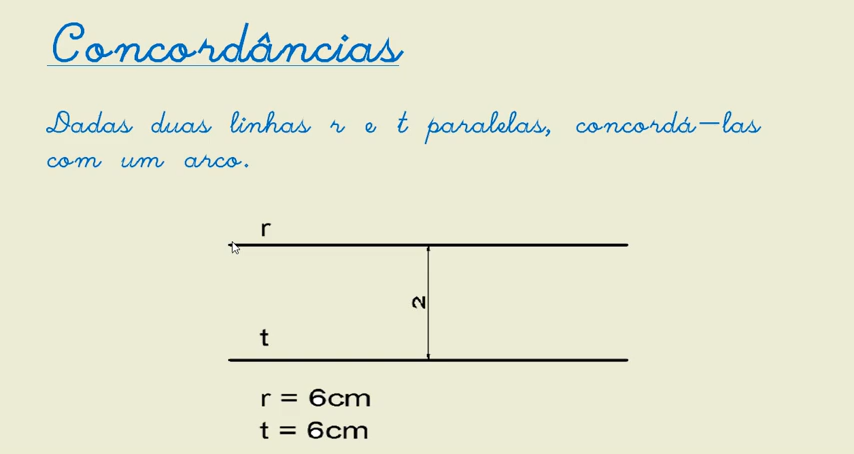 Concordâncias
Dadas duas linhas r e t paralelas, concordá-las
com um arco.
r
2
t
r = 6cm
t = 6cm